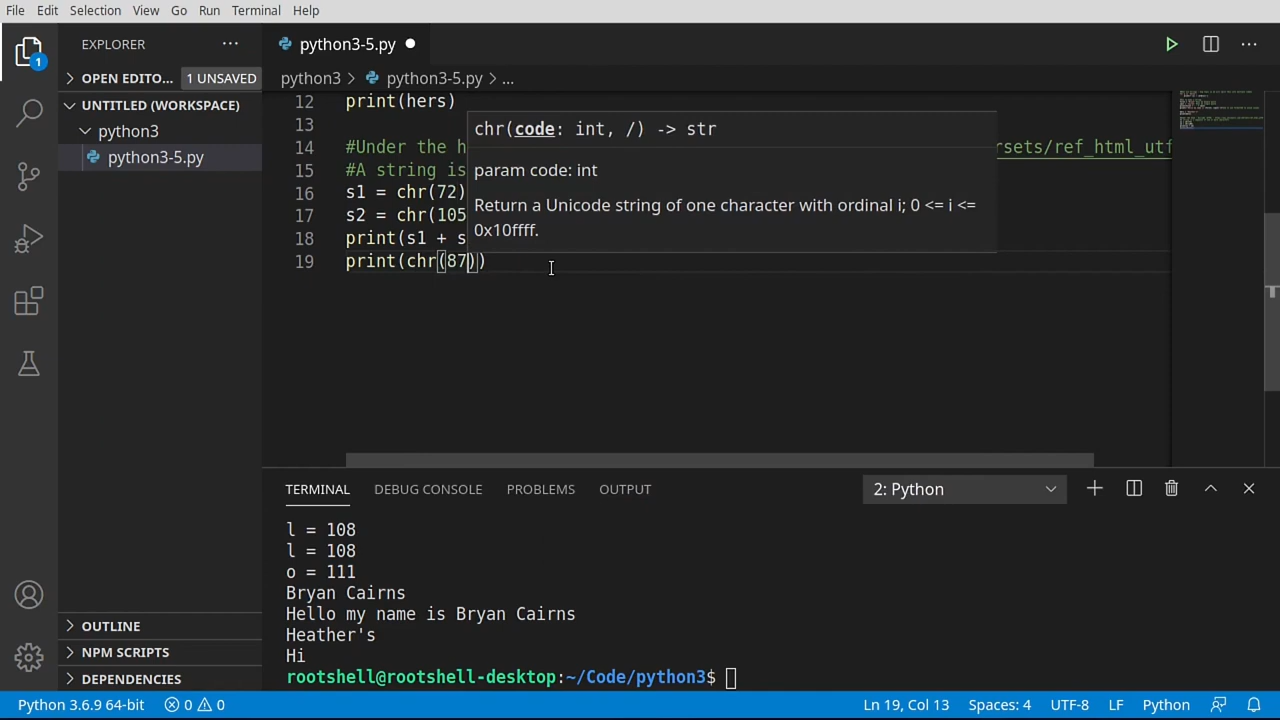 File Edit Selection View Go Run Terminal Help
EXPLORER ...
python3-5.py
1
OPEN EDITO... 1 UNSAVED
python3 > python3-5.py > ...
UNTITLED (WORKSPACE)
python3
python3-5.py
12 print(hers)
13
14 #Under the h
sets/ref_html_utf
15 #A string is
16 s1 = chr(72)
17 s2 = chr(105
18 print(s1 + s
19 print(chr(87))
chr(code: int, /) -> str
param code: int
Return a Unicode string of one character with ordinal i; 0 <= i <=
0x10ffff.
TERMINAL DEBUG CONSOLE PROBLEMS OUTPUT 2: Python
l = 108
l = 108
o = 111
Bryan Cairns
Hello my name is Bryan Cairns
Heather's
Hi
rootshell@rootshell-desktop:~/Code/python3$
OUTLINE
NPM SCRIPTS
DEPENDENCIES
Python 3.6.9 64-bit 0 0 Ln 19, Col 13 Spaces: 4 UTF-8 LF Python